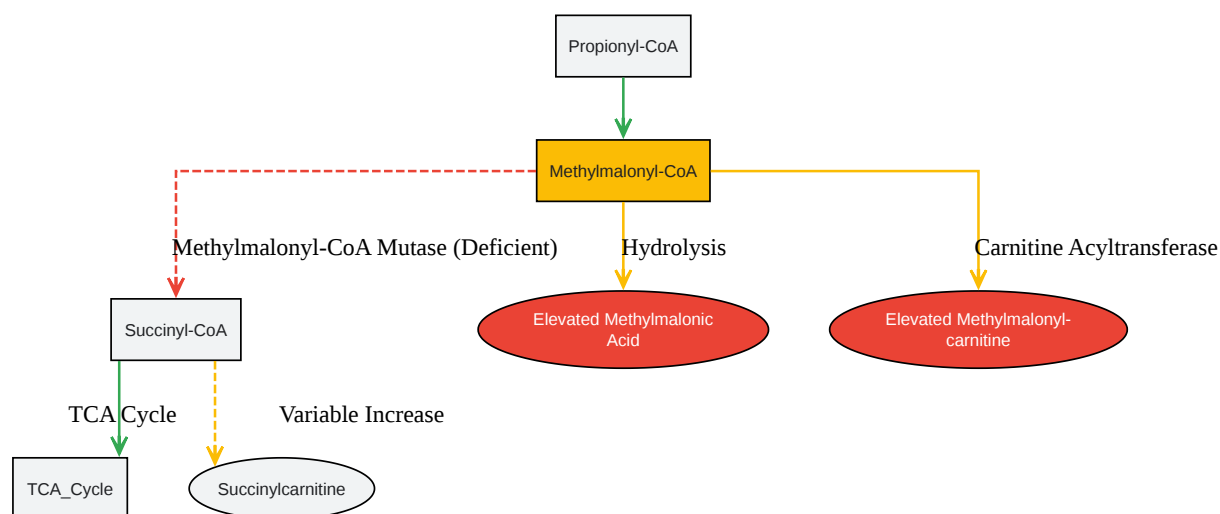 Propionyl-CoA
Methylmalonyl-CoA
Methylmalonyl-CoA Mutase (Deficient)
Hydrolysis
Carnitine Acyltransferase
Succinyl-CoA
Elevated Methylmalonic
Acid
Elevated Methylmalonyl-
carnitine
TCA Cycle
Variable Increase
TCA_Cycle
Succinylcarnitine